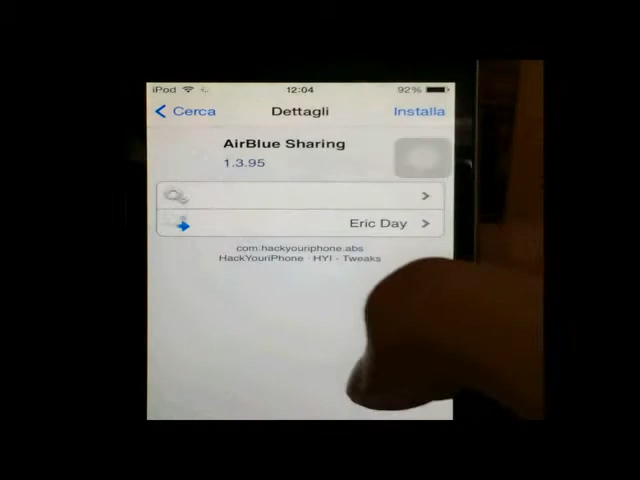 iPod 12:04 92%
Cerca Dettagli Installa
AirBlue Sharing
1.3.95
Eric Day
com.hackyouriphone.abs
HackYouriPhone · HYI - Tweaks